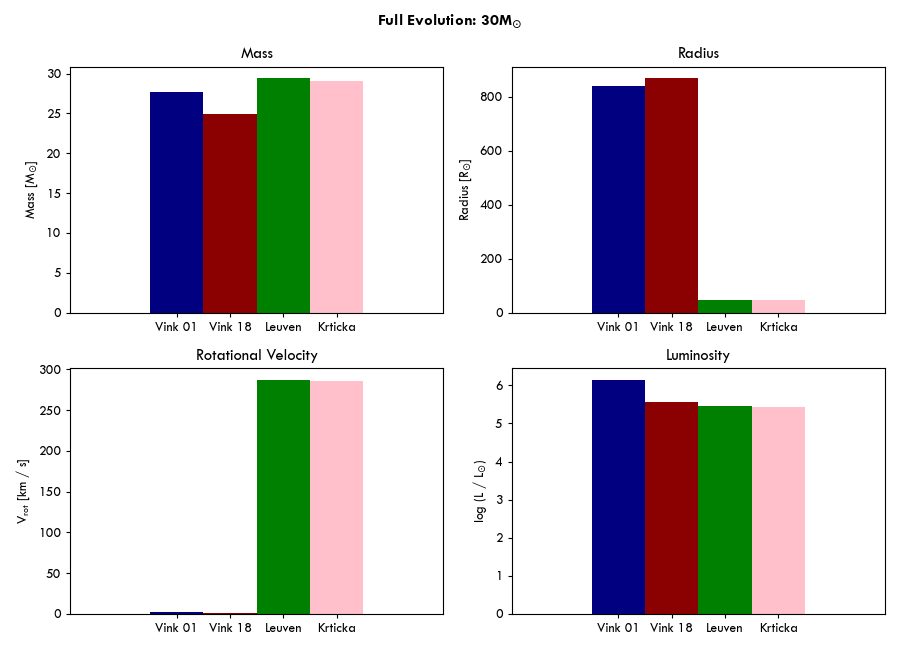 Full Evolution: 30M☉
Mass
Mass [M☉]
30
25
20
15
10
5
0
Vink 01 Vink 18 Leuven Krticka
Radius
Radius [R☉]
800
600
400
200
0
Vink 01 Vink 18 Leuven Krticka
Rotational Velocity
Vrot [km / s]
300
250
200
150
100
50
0
Vink 01 Vink 18 Leuven Krticka
Luminosity
log (L / L☉)
6
5
4
3
2
1
0
Vink 01 Vink 18 Leuven Krticka